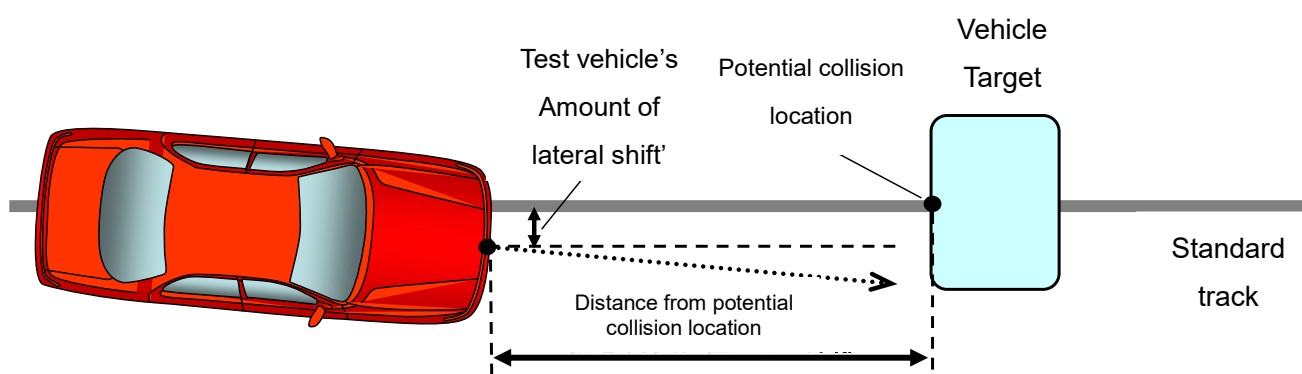 Test vehicle's
Amount of
lateral shift'
Potential collision
location
Vehicle
Target
Standard
track
Distance from potential
collision location